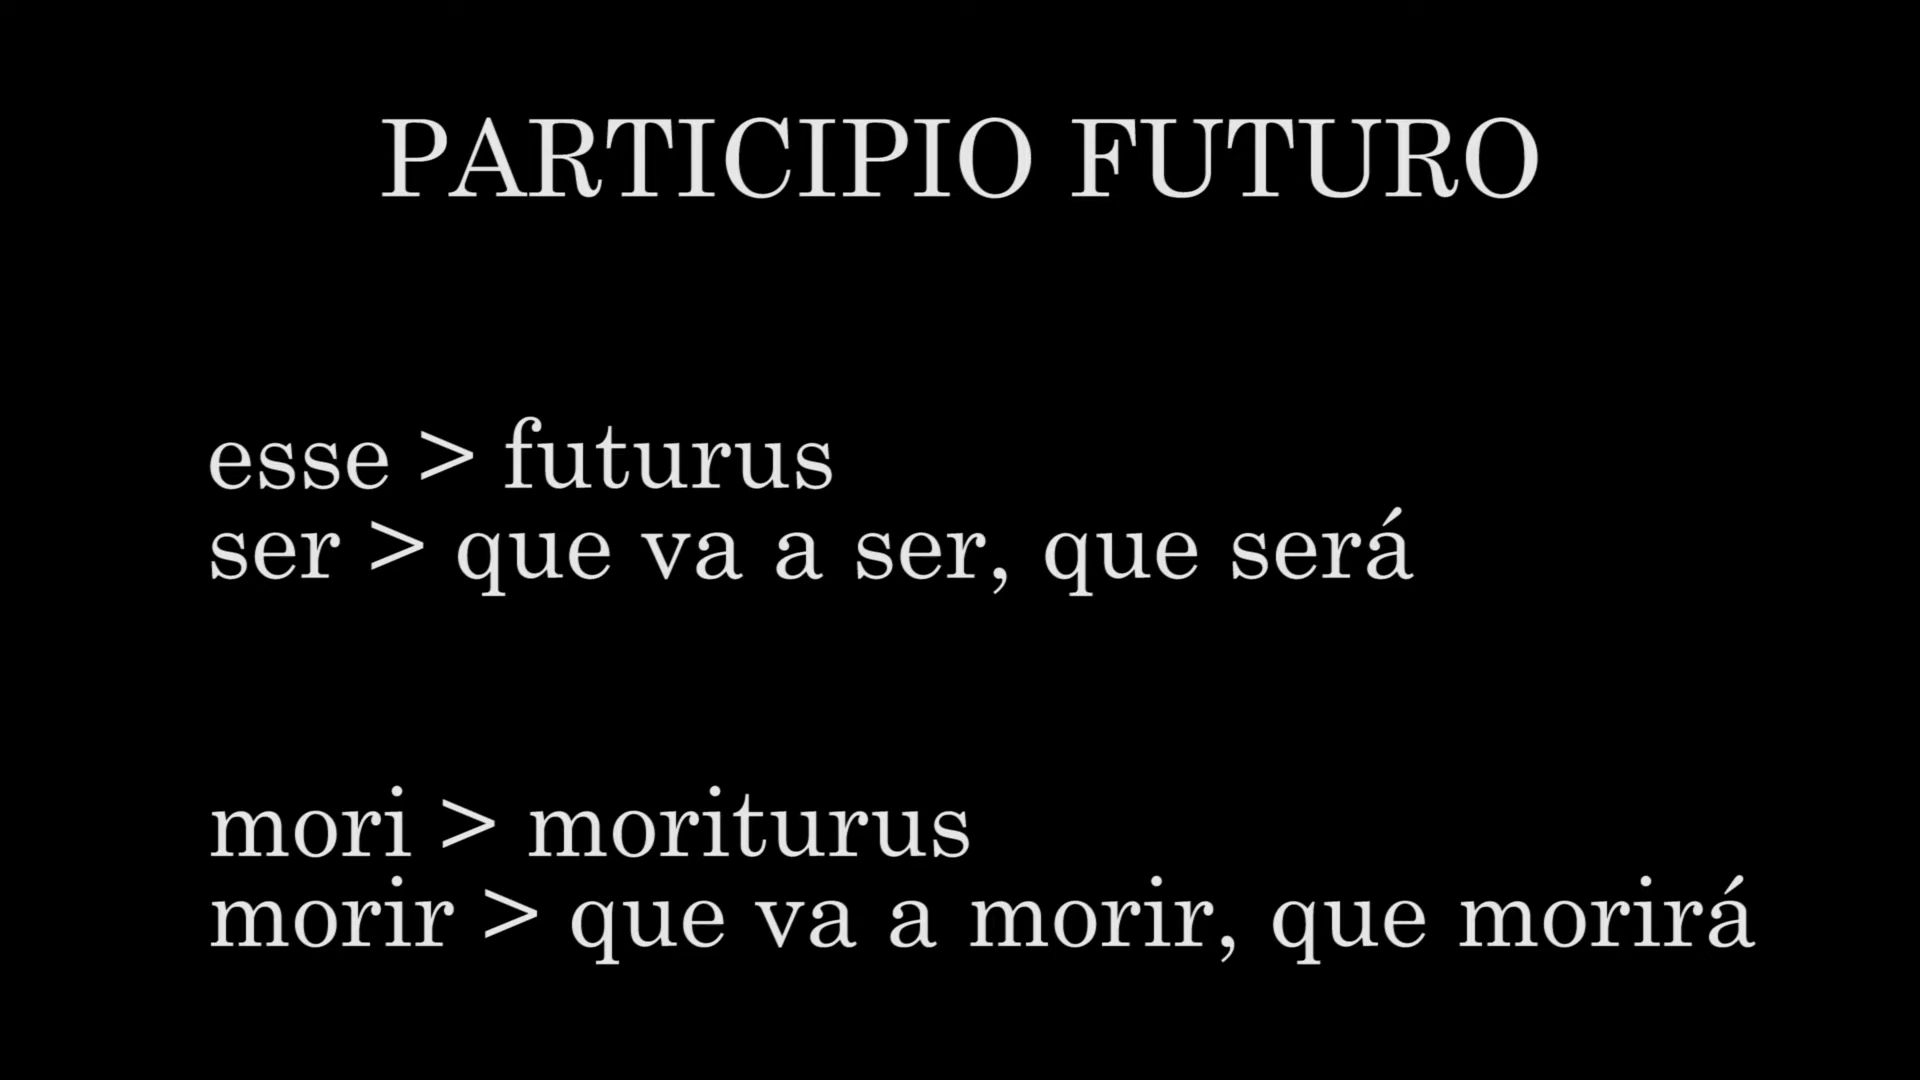 PARTICIPIO FUTURO
esse > futurus
ser > que va a ser, que será
mori > moriturus
morir > que va a morir, que morirá